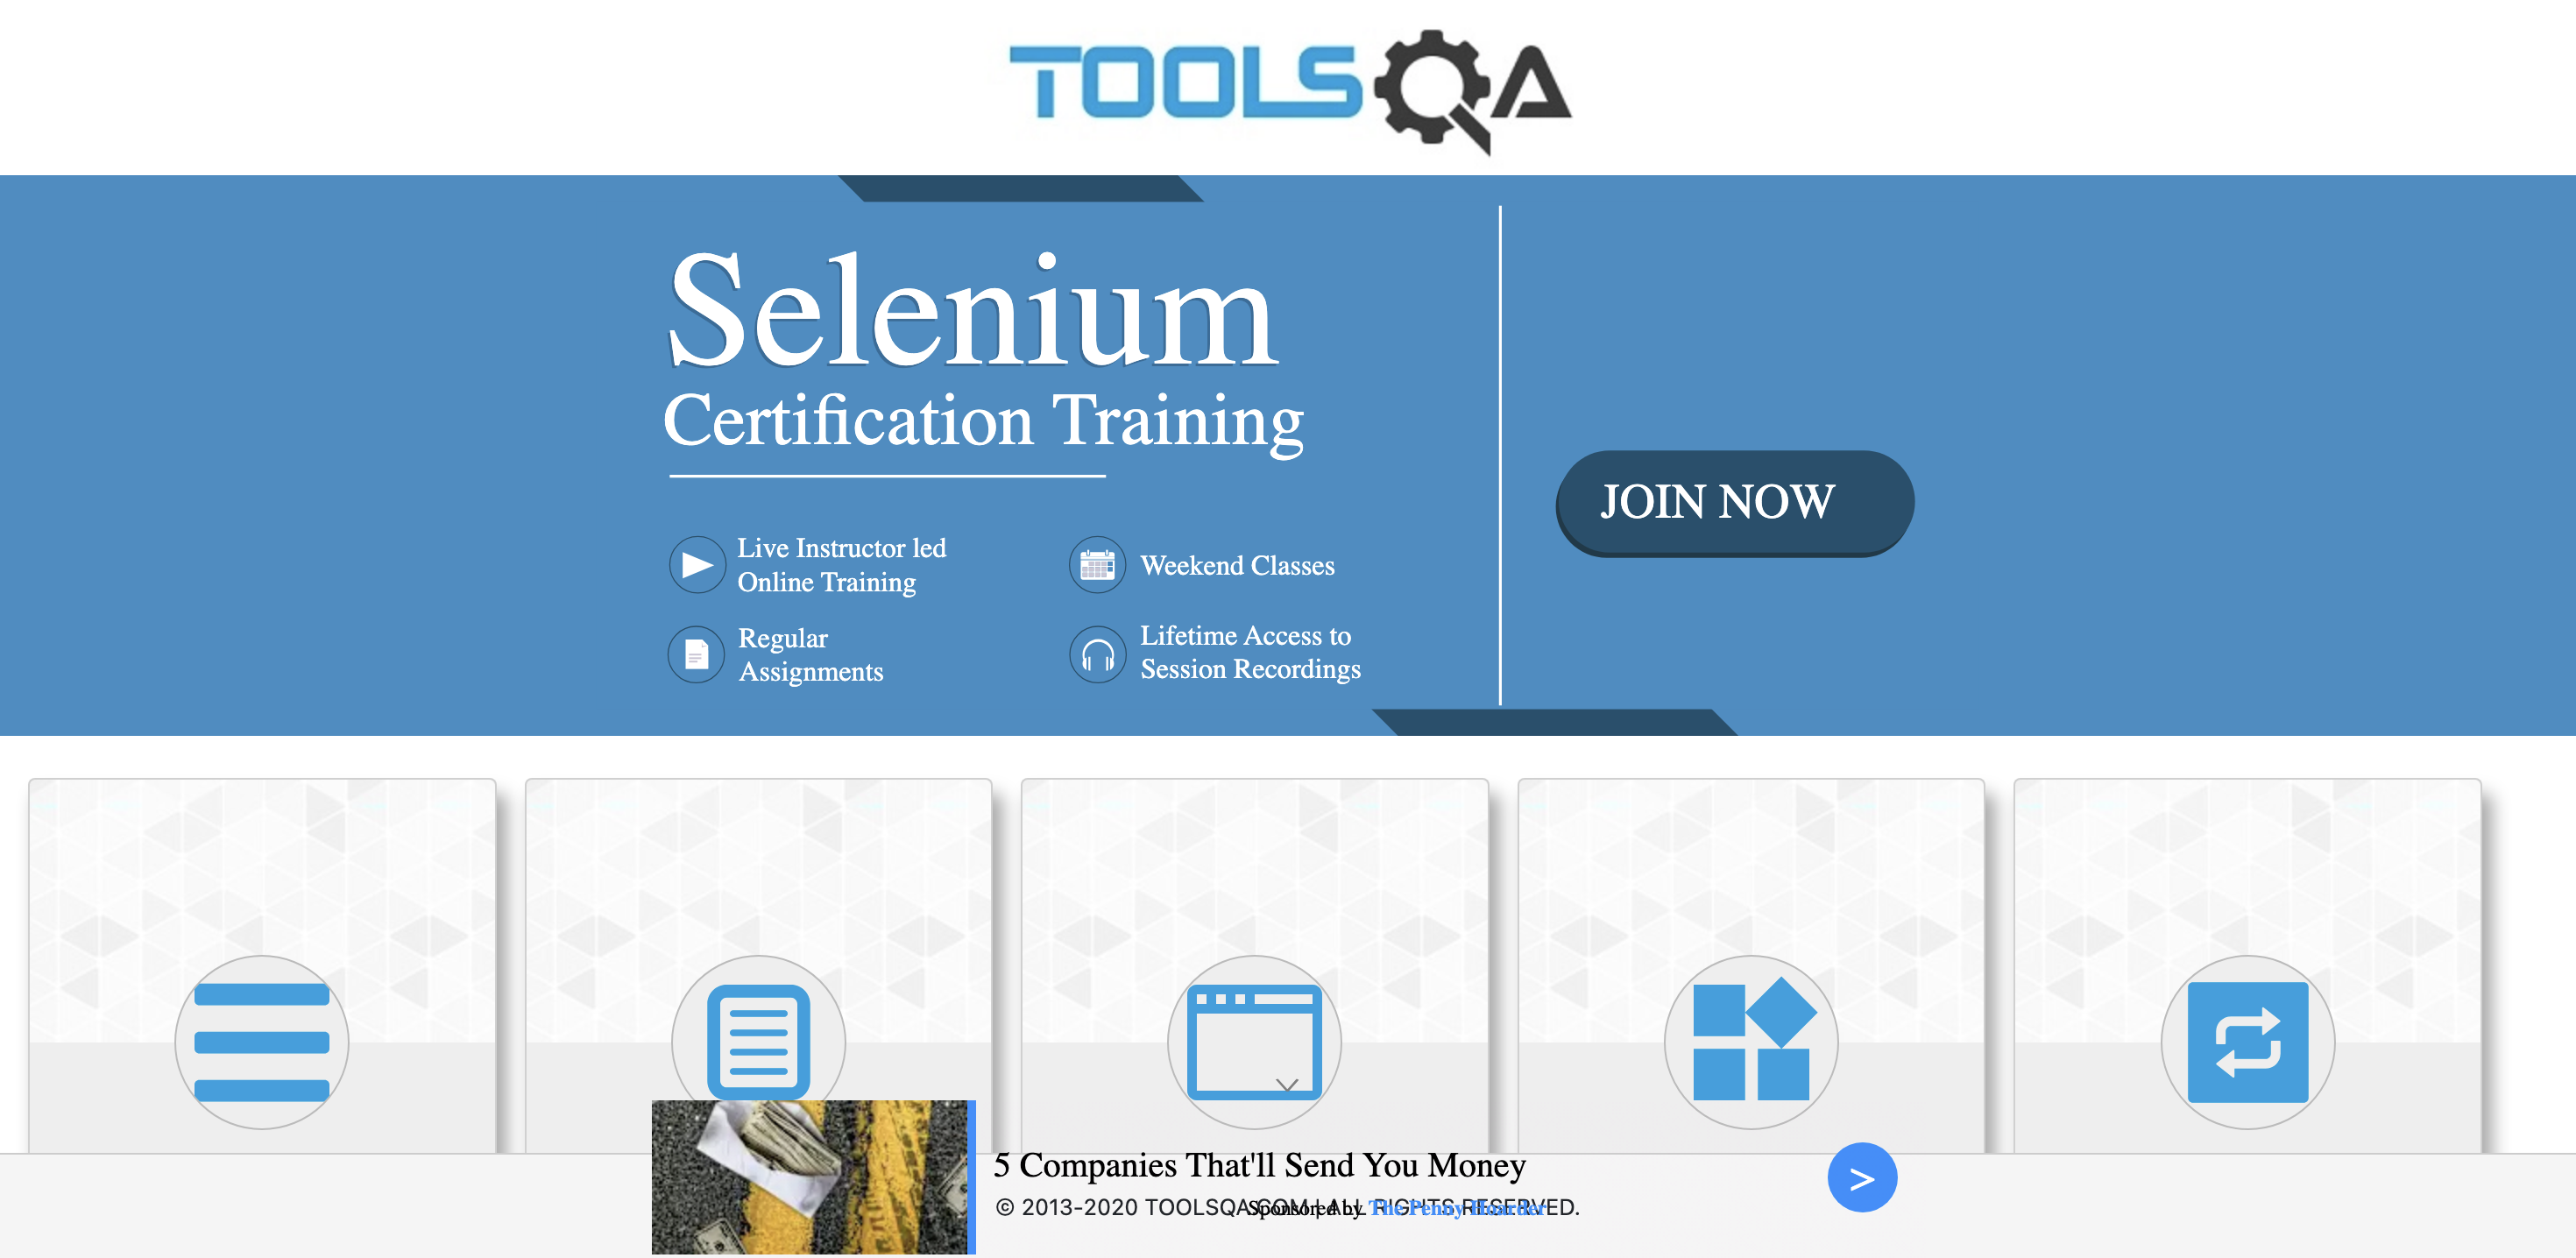 TOOLSQA
Selenium
Certification Training
Live Instructor led
Online Training
Weekend Classes
Regular
Assignments
Lifetime Access to
Session Recordings
JOIN NOW
5 Companies That'll Send You Money
© 2013-2020 TOOLSQA.COM | ALL RIGHTS RESERVED.
Sponsored by The Penny Hoarder
>